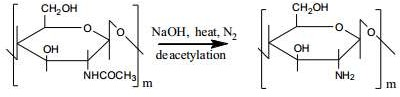 CH₂OH
O
O
OH
NHCOCH₃
m
NaOH, heat, N₂
deacetylation
CH₂OH
O
O
OH
NH₂
m